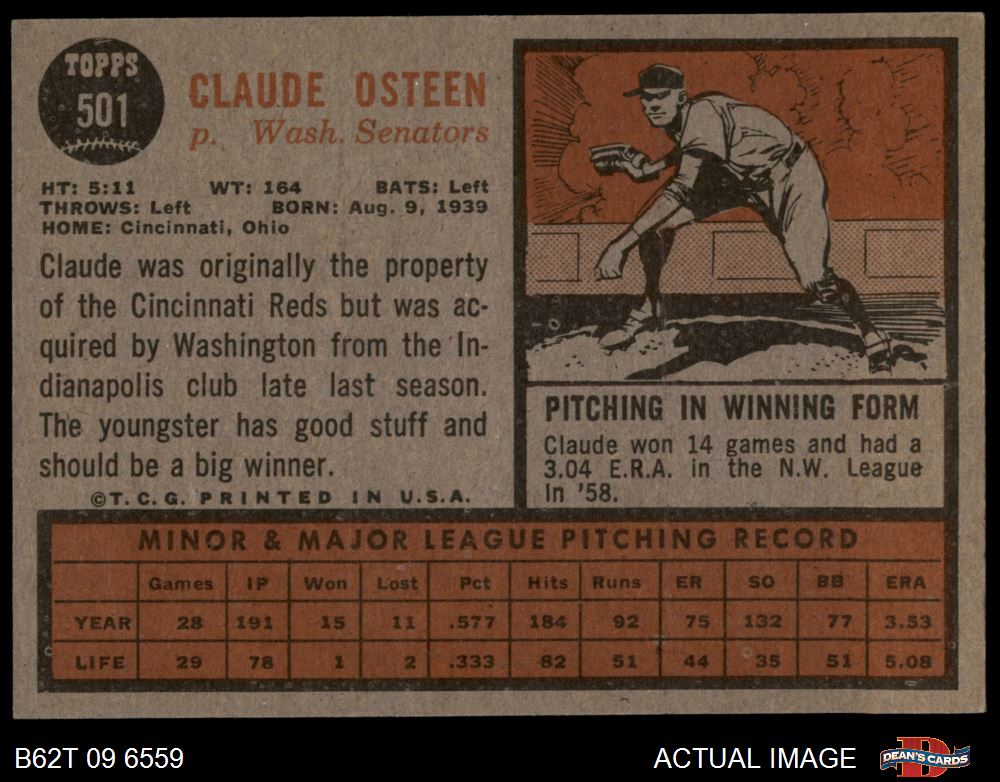 TOPPS
501
CLAUDE OSTEEN
p. Wash. Senators
HT: 5:11 WT: 164 BATS: Left
THROWS: Left BORN: Aug. 9, 1939
HOME: Cincinnati, Ohio
Claude was originally the property
of the Cincinnati Reds but was ac-
quired by Washington from the In-
dianapolis club late last season.
The youngster has good stuff and
should be a big winner.
©T.C.G. PRINTED IN U.S.A.
PITCHING IN WINNING FORM
Claude won 14 games and had a
3.04 E.R.A. in the N.W. League
In '58.
MINOR & MAJOR LEAGUE PITCHING RECORD
Games IP Won Lost Pct Hits Runs ER SO BB ERA
YEAR 28 191 15 11 .577 184 92 75 132 77 3.53
LIFE 29 78 1 2 .333 82 51 44 35 51 5.08
B62T 09 6559
ACTUAL IMAGE
D
DEAN'S CARDS